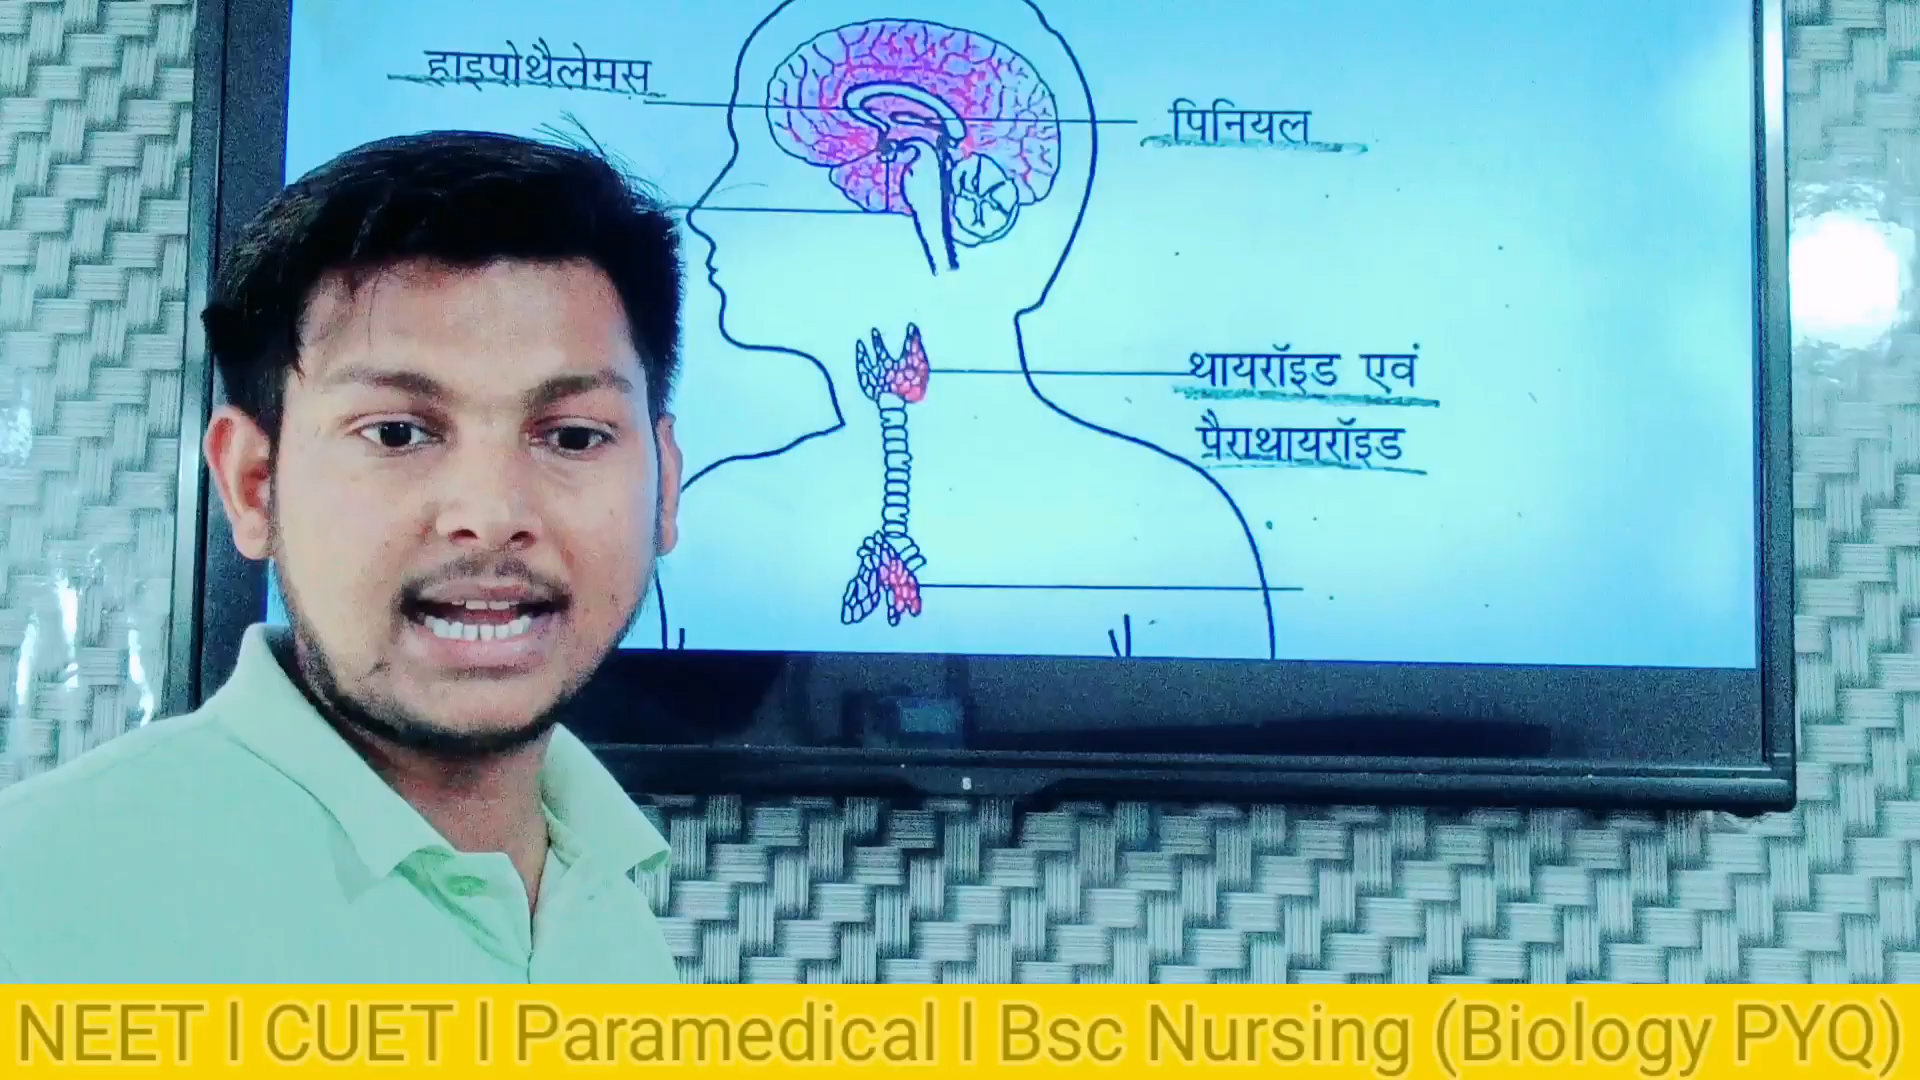 हाइपोथैलेमस
पिनियल
थायरॉइड एवं
पैराथायरॉइड
NEET l CUET l Paramedical l Bsc Nursing (Biology PYQ)